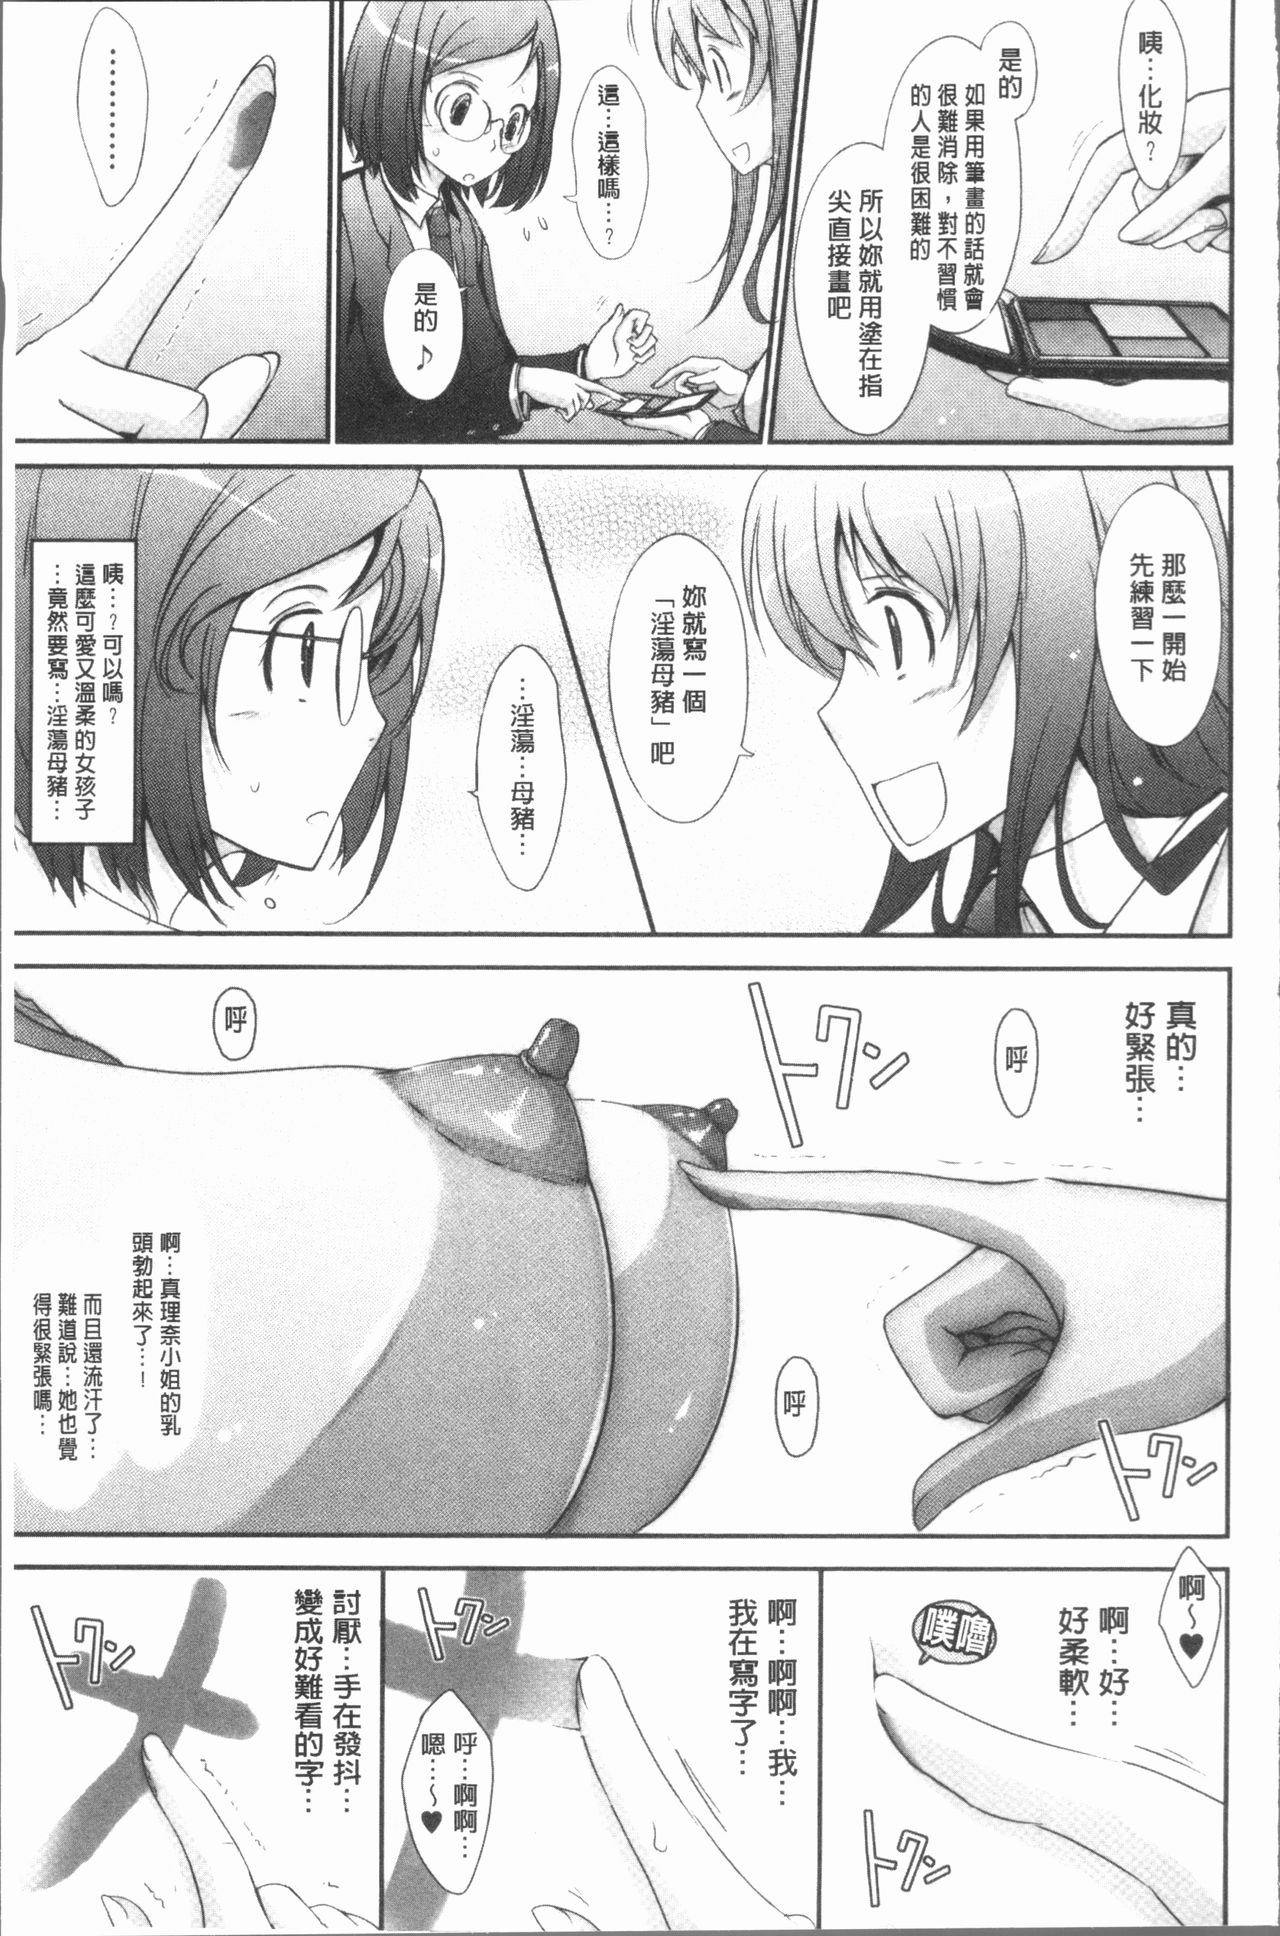 咦…化妝？
是的
如果用筆畫的話就會
很難消除，對不習慣
的人是很困難的
所以妳就用塗在指
尖直接畫吧
這…這樣嗎…？
是的♪
………
那麼一開始
先練習一下
妳就寫一個
「淫蕩母豬」吧
…淫蕩…母豬…
咦…？可以嗎？
這麼可愛又溫柔的女孩子
…竟然要寫…淫蕩母豬…
真的…
好緊張…
呼
トクン
呼
呼
トクン
啊…真理奈小姐的乳
頭勃起來了…！
而且還流汗了…
難道說…她也覺
得很緊張嗎…
啊～♥
啊…好…
好柔軟…
噗嚕
トクン
啊…啊啊…我…
我在寫字了…
トクン
呼…啊啊…
嗯…～♥
討厭…手在發抖…
變成好難看的字…
トクン